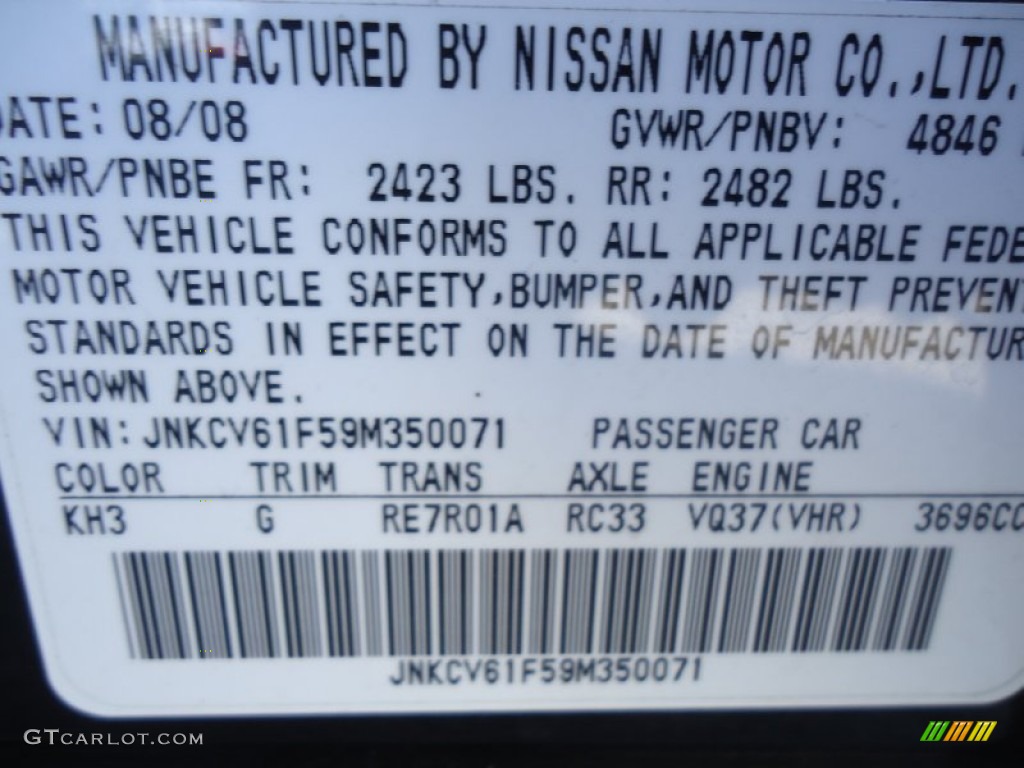 MANUFACTURED BY NISSAN MOTOR CO.,LTD.
DATE: 08/08 GVWR/PNBV: 4846
GAWR/PNBE FR: 2423 LBS. RR: 2482 LBS.
THIS VEHICLE CONFORMS TO ALL APPLICABLE FEDE
MOTOR VEHICLE SAFETY,BUMPER,AND THEFT PREVENT
STANDARDS IN EFFECT ON THE DATE OF MANUFACTUR
SHOWN ABOVE.
VIN:JNKCV61F59M350071 PASSENGER CAR
COLOR TRIM TRANS AXLE ENGINE
KH3 G RE7R01A RC33 VQ37(VHR) 3696CC
JNKCV61F59M350071
GTCARLOT.COM